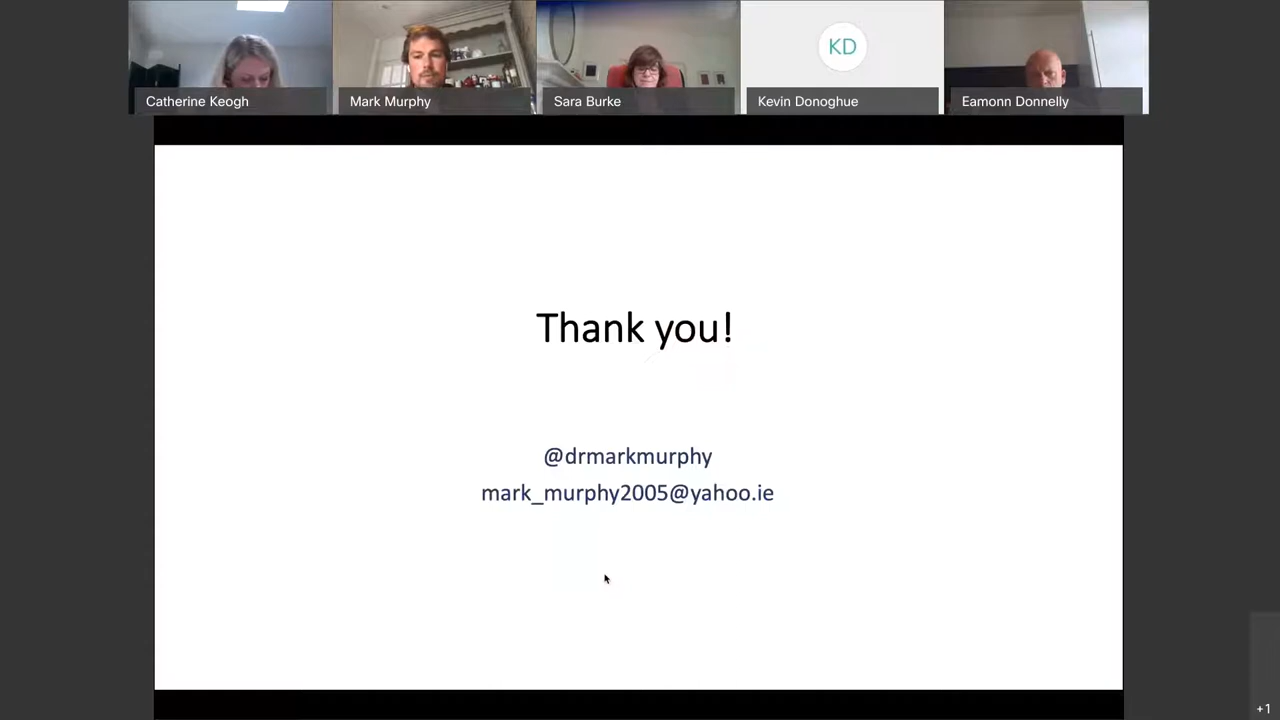 Catherine Keogh
Mark Murphy
Sara Burke
KD
Kevin Donoghue
Eamonn Donnelly
Thank you!
@drmarkmurphy
mark_murphy2005@yahoo.ie
+1